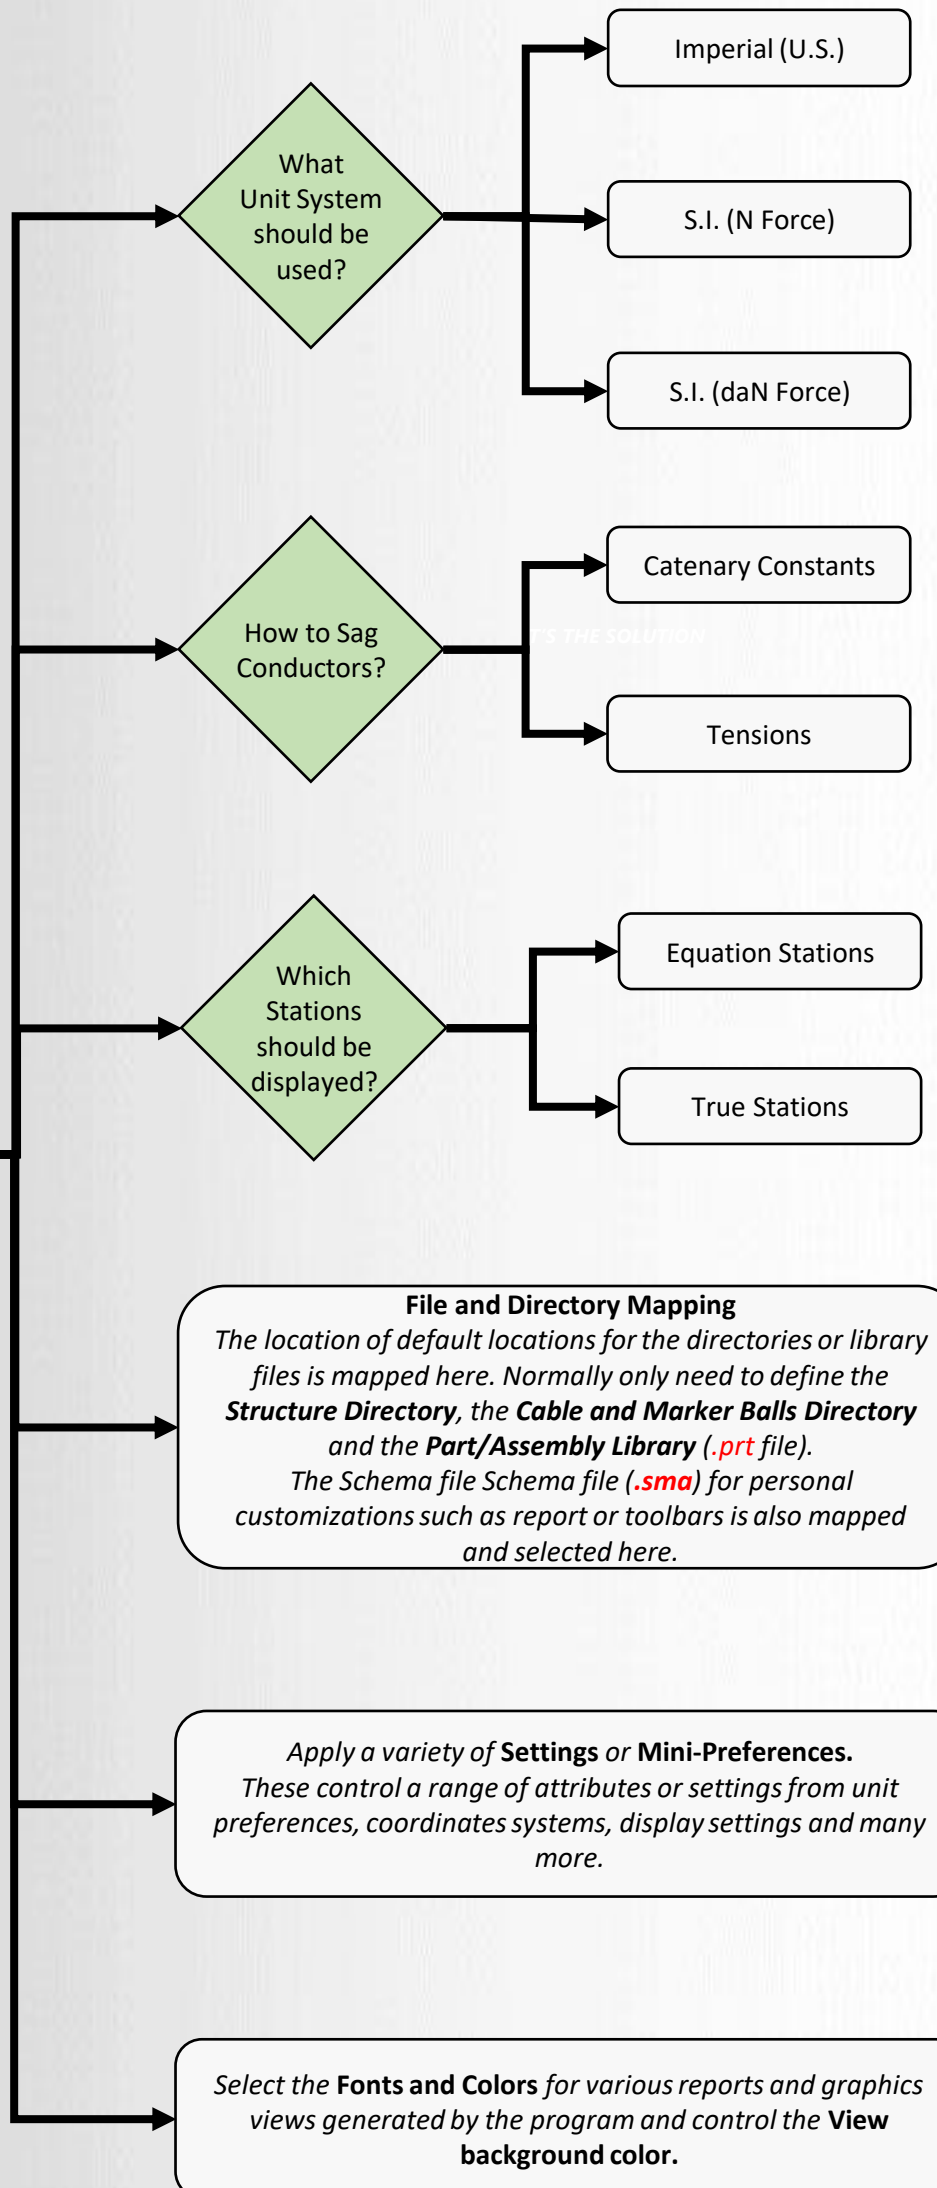 Imperial (U.S.)
What
Unit System
should be
used?
S.I. (N Force)
S.I. (daN Force)
Catenary Constants
How to Sag
Conductors?
T'S THE SOLUTION
Tensions
Equation Stations
Which
Stations
should be
displayed?
True Stations
File and Directory Mapping
The location of default locations for the directories or library
files is mapped here. Normally only need to define the
Structure Directory, the Cable and Marker Balls Directory
and the Part/Assembly Library (.prt file).
The Schema file Schema file (.sma) for personal
customizations such as report or toolbars is also mapped
and selected here.
Apply a variety of Settings or Mini-Preferences.
These control a range of attributes or settings from unit
preferences, coordinates systems, display settings and many
more.
Select the Fonts and Colors for various reports and graphics
views generated by the program and control the View
background color.